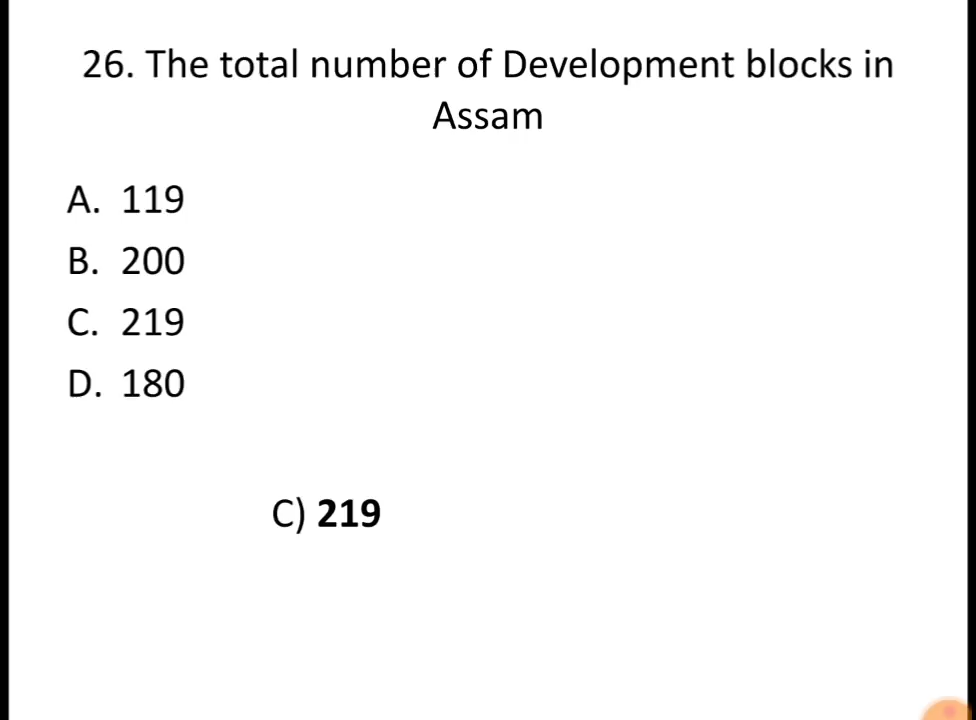 26. The total number of Development blocks in
Assam
A. 119
B. 200
C. 219
D. 180
C) 219